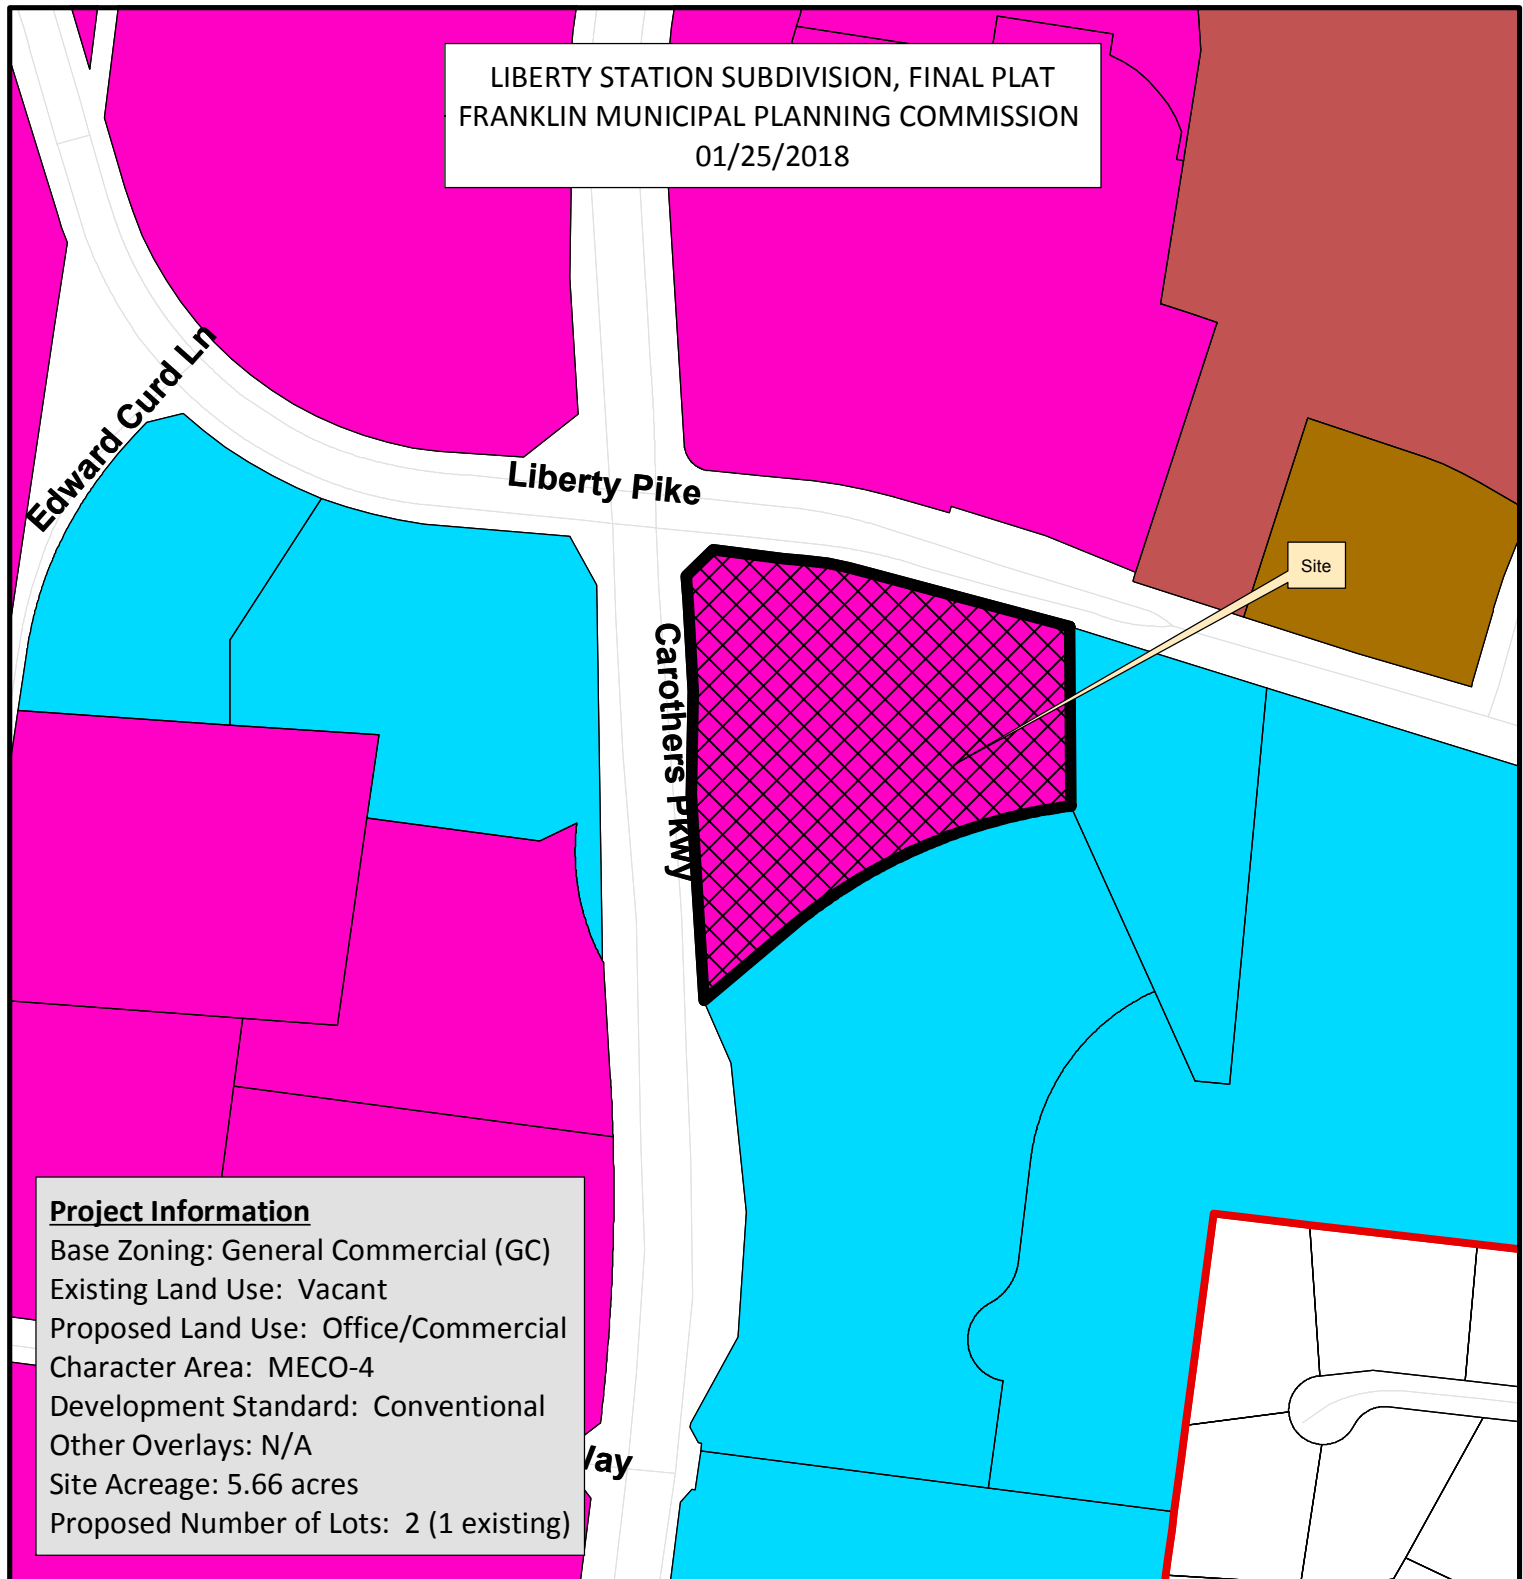 LIBERTY STATION SUBDIVISION, FINAL PLAT
FRANKLIN MUNICIPAL PLANNING COMMISSION
01/25/2018
Edward Curd Ln
Liberty Pike
Site
Carothers Pkwy
Project Information
Base Zoning: General Commercial (GC)
Existing Land Use: Vacant
Proposed Land Use: Office/Commercial
Character Area: MECO-4
Development Standard: Conventional
Other Overlays: N/A
Site Acreage: 5.66 acres
Proposed Number of Lots: 2 (1 existing)